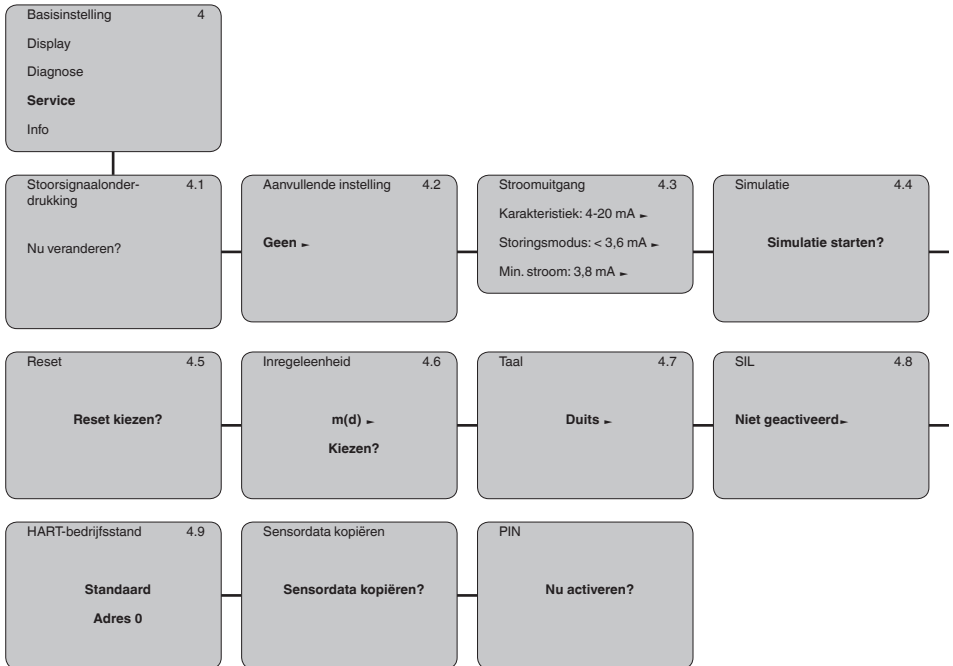 Basisinstelling 4
Display
Diagnose
Service
Info
Stoorsignaalonder- 4.1
drukking
Nu veranderen?
Aanvullende instelling 4.2
Geen ►
Stroomuitgang 4.3
Karakteristiek: 4-20 mA ►
Storingsmodus: < 3,6 mA ►
Min. stroom: 3,8 mA ►
Simulatie 4.4
Simulatie starten?
Reset 4.5
Reset kiezen?
Inregeleenheid 4.6
m(d) ►
Kiezen?
Taal 4.7
Duits ►
SIL 4.8
Niet geactiveerd ►
HART-bedrijfsstand 4.9
Standaard
Adres 0
Sensordata kopiëren
Sensordata kopiëren?
PIN
Nu activeren?